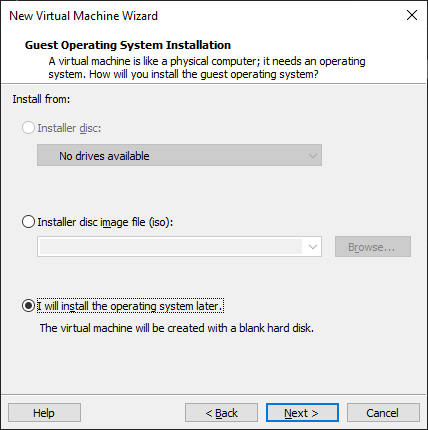 New Virtual Machine Wizard
Guest Operating System Installation
A virtual machine is like a physical computer; it needs an operating
system. How will you install the guest operating system?
Install from:
Installer disc:
No drives available
Installer disc image file (iso):
Browse...
I will install the operating system later.
The virtual machine will be created with a blank hard disk.
Help
< Back
Next >
Cancel